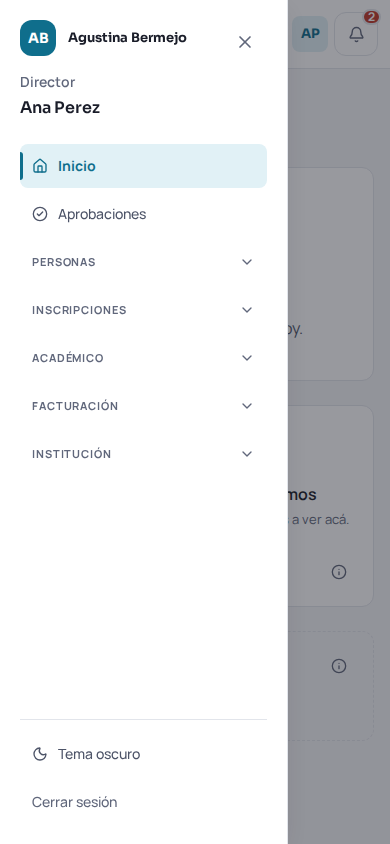 AB Agustina Bermejo
AP
2
Director
Ana Perez
Inicio
Aprobaciones
PERSONAS
INSCRIPCIONES
oy.
ACADÉMICO
FACTURACIÓN
INSTITUCIÓN
mos
a ver acá.
Tema oscuro
Cerrar sesión